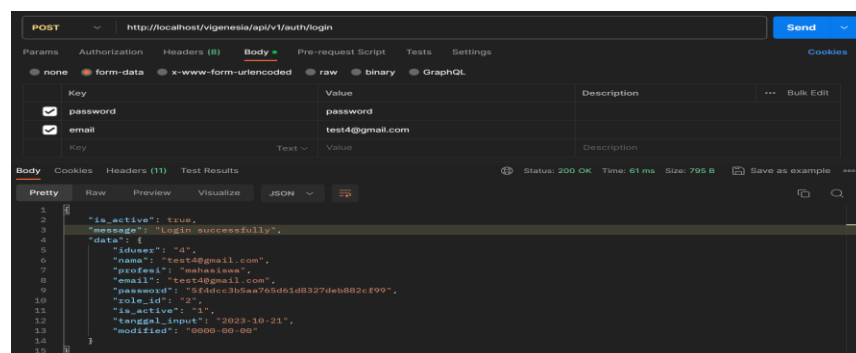 POST http://localhost/vigenesia/api/v1/auth/login Send
Params Authorization Headers (8) Body Pre-request Script Tests Settings Cookies
none form-data x-www-form-urlencoded raw binary GraphQL
Key Value Description ••• Bulk Edit
password password
email test4@gmail.com
Key Text Value Description
Body Cookies Headers (11) Test Results Status: 200 OK Time: 61 ms Size: 795 B Save as example •••
Pretty Raw Preview Visualize JSON
1 {
2 "is_active": true,
3 "message": "Login successfully",
4 "data": {
5 "iduser": "4",
6 "nama": "test4@gmail.com",
7 "profesi": "mahasiswa",
8 "email": "test4@gmail.com",
9 "password": "5f4dcc3b5aa765d61d8327deb882cf99",
10 "role_id": "2",
11 "is_active": "1",
12 "tanggal_input": "2023-10-21",
13 "modified": "0000-00-00"
14 }
15 }